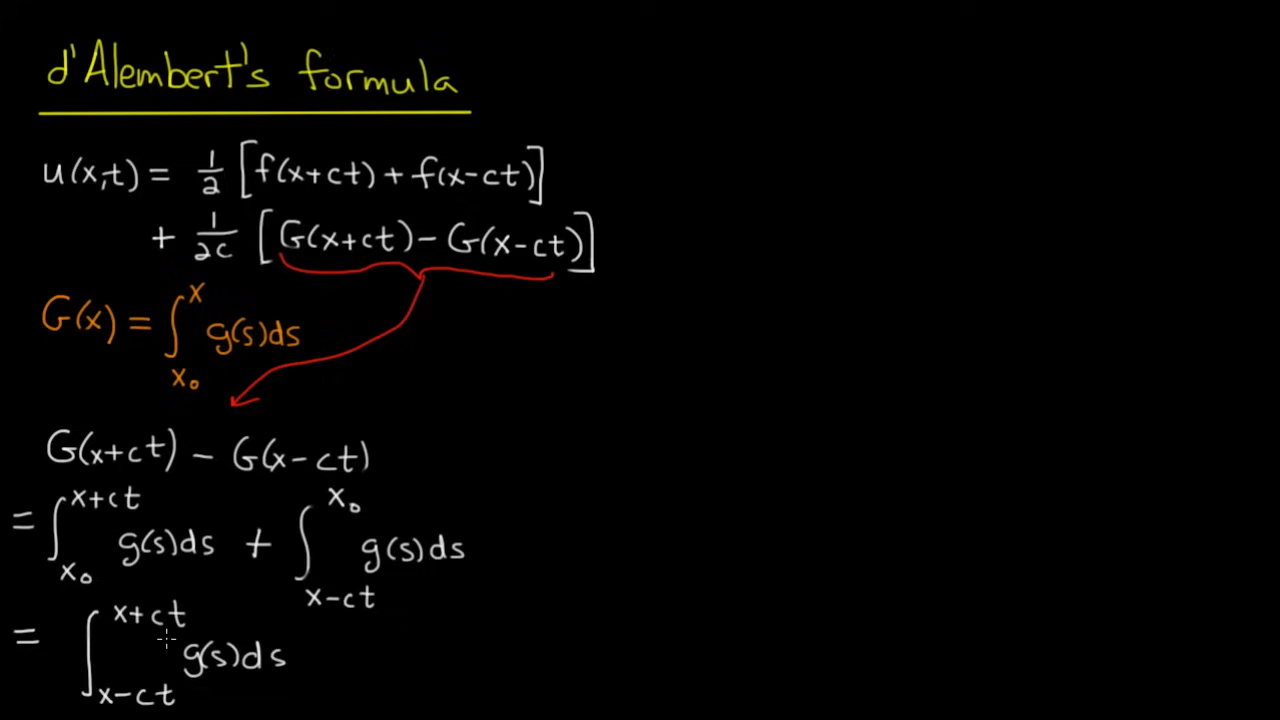 d'Alembert's formula
u(x,t) = 1/2 [f(x+ct) + f(x-ct)]
+ 1/2c [G(x+ct) - G(x-ct)]
G(x) = ∫_{x₀}^{x} g(s)ds
G(x+ct) - G(x-ct)
= ∫_{x₀}^{x+ct} g(s)ds + ∫_{x-ct}^{x₀} g(s)ds
= ∫_{x-ct}^{x+ct} g(s)ds